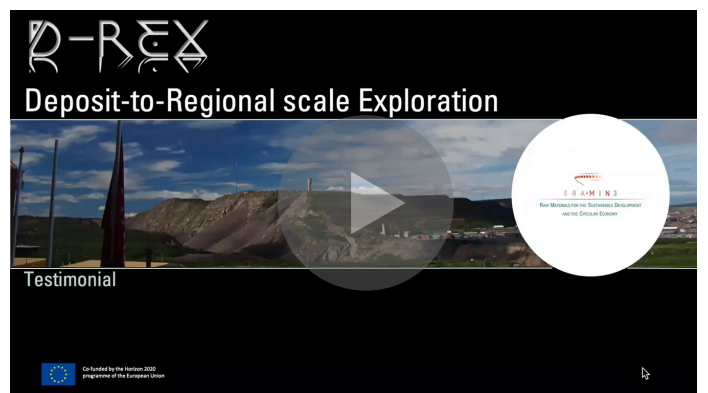 D-REX
Deposit-to-Regional scale Exploration
ERA-MIN3
RAW MATERIALS FOR THE SUSTAINABLE DEVELOPMENT
AND THE CIRCULAR ECONOMY
Testimonial
Co-funded by the Horizon 2020
programme of the European Union